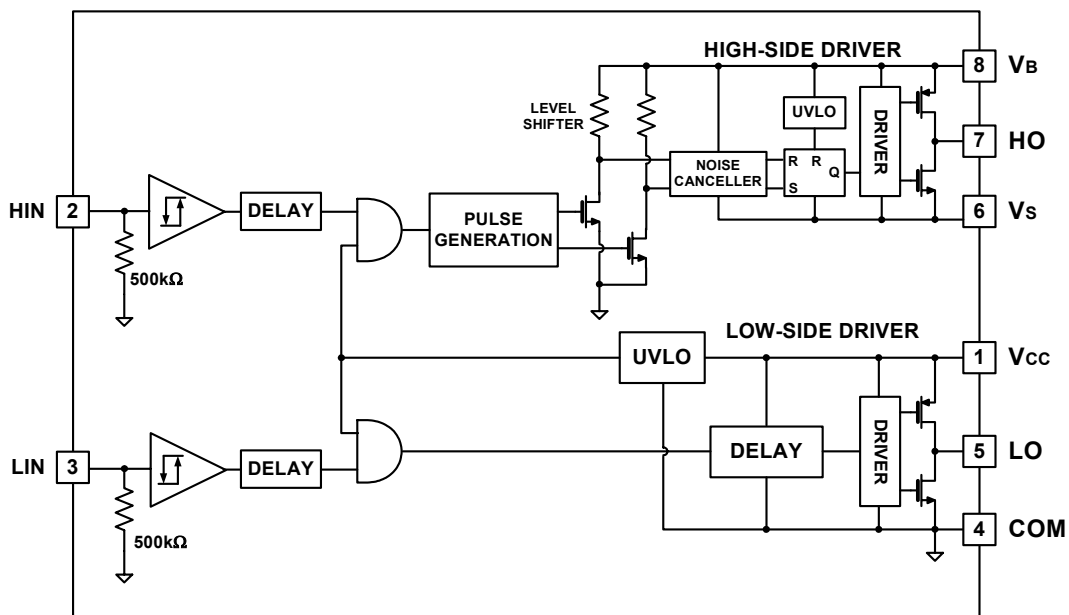 HIGH-SIDE DRIVER
8 VB
LEVEL
SHIFTER
UVLO
DRIVER
7 HO
NOISE
CANCELLER
R R
S Q
HIN 2
DELAY
PULSE
GENERATION
6 VS
500kΩ
LOW-SIDE DRIVER
UVLO
1 VCC
LIN 3
DELAY
DELAY
DRIVER
5 LO
500kΩ
4 COM